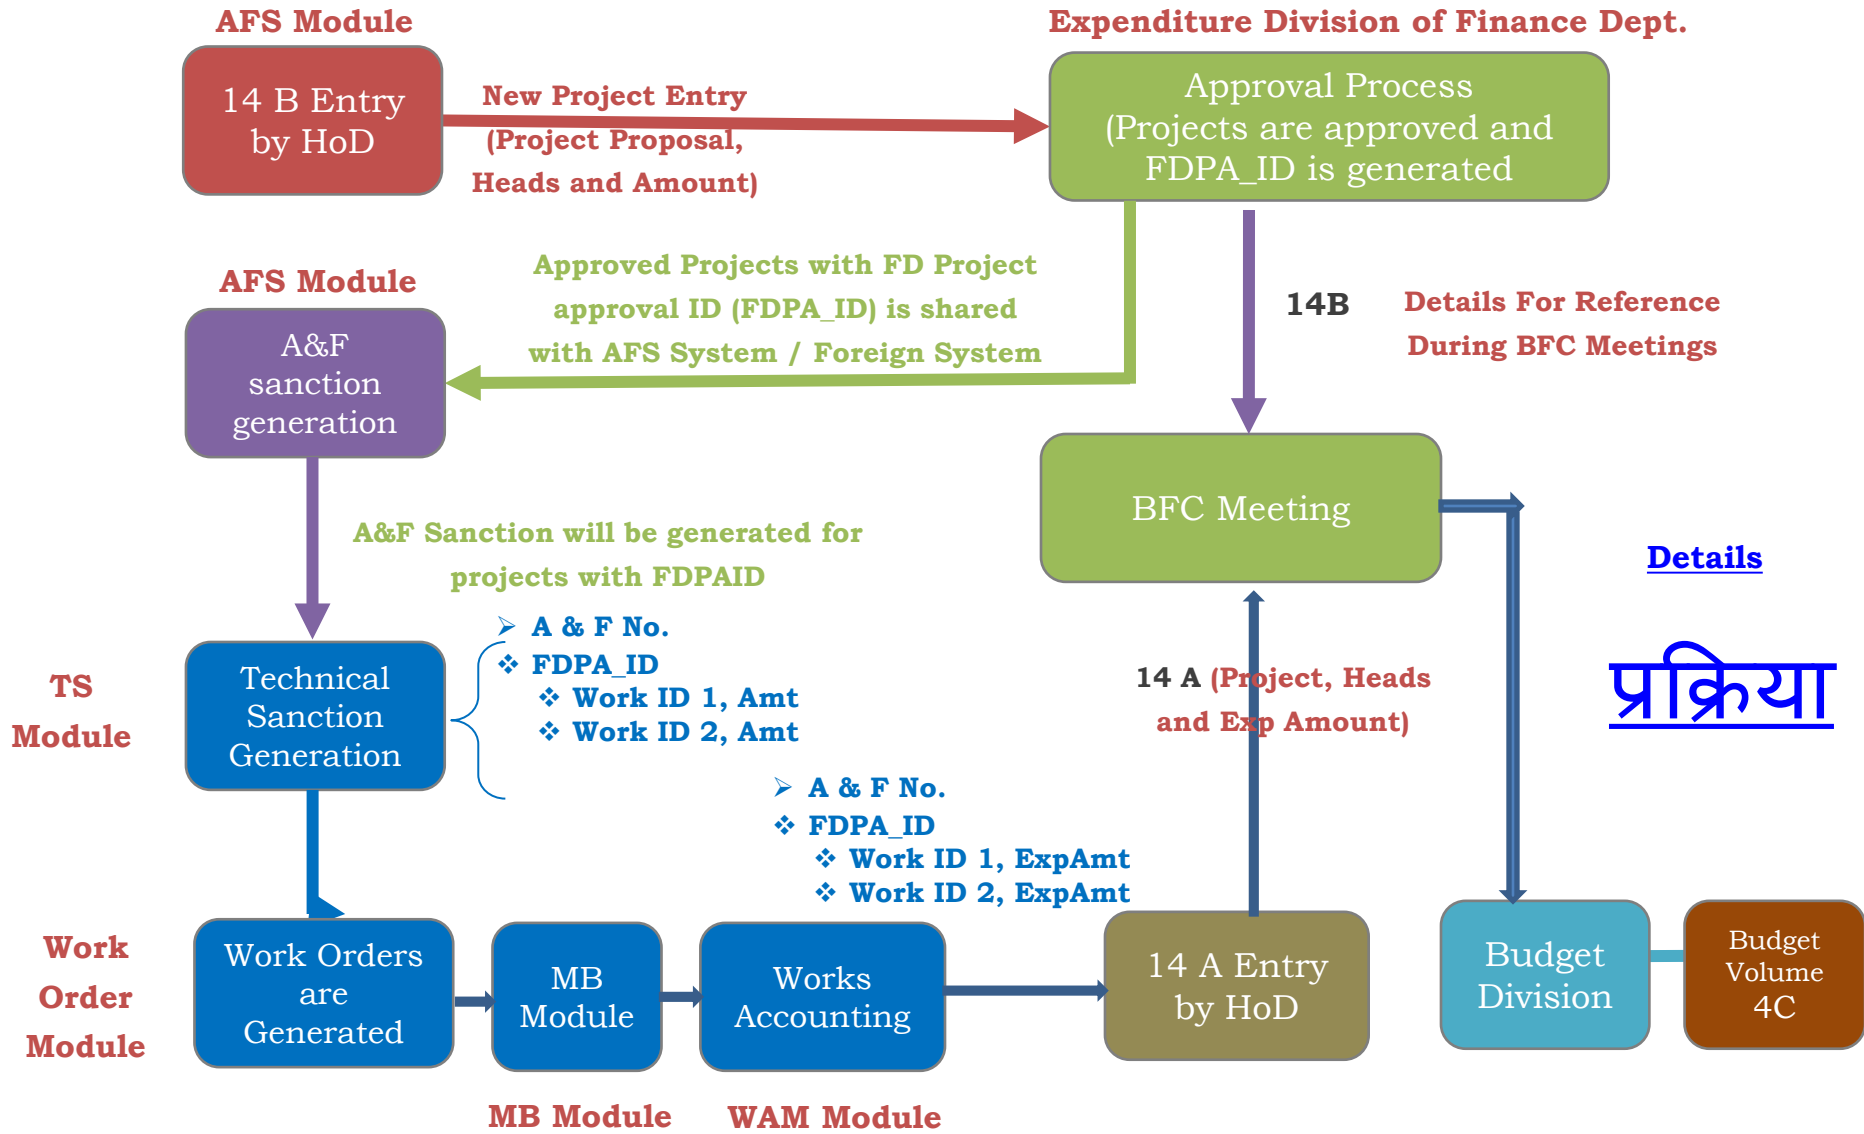 AFS Module
Expenditure Division of Finance Dept.
14 B Entry
by HoD
New Project Entry
(Project Proposal,
Heads and Amount)
Approval Process
(Projects are approved and
FDPA_ID is generated
AFS Module
A&F
sanction
generation
Approved Projects with FD Project
approval ID (FDPA_ID) is shared
with AFS System / Foreign System
14B
Details For Reference
During BFC Meetings
BFC Meeting
Details
प्रक्रिया
A&F Sanction will be generated for
projects with FDPAID
TS
Module
Technical
Sanction
Generation
➢ A & F No.
❖ FDPA_ID
❖ Work ID 1, Amt
❖ Work ID 2, Amt
14 A (Project, Heads
and Exp Amount)
➢ A & F No.
❖ FDPA_ID
❖ Work ID 1, ExpAmt
❖ Work ID 2, ExpAmt
Work
Order
Module
Work Orders
are
Generated
MB
Module
Works
Accounting
14 A Entry
by HoD
Budget
Division
Budget
Volume
4C
MB Module
WAM Module